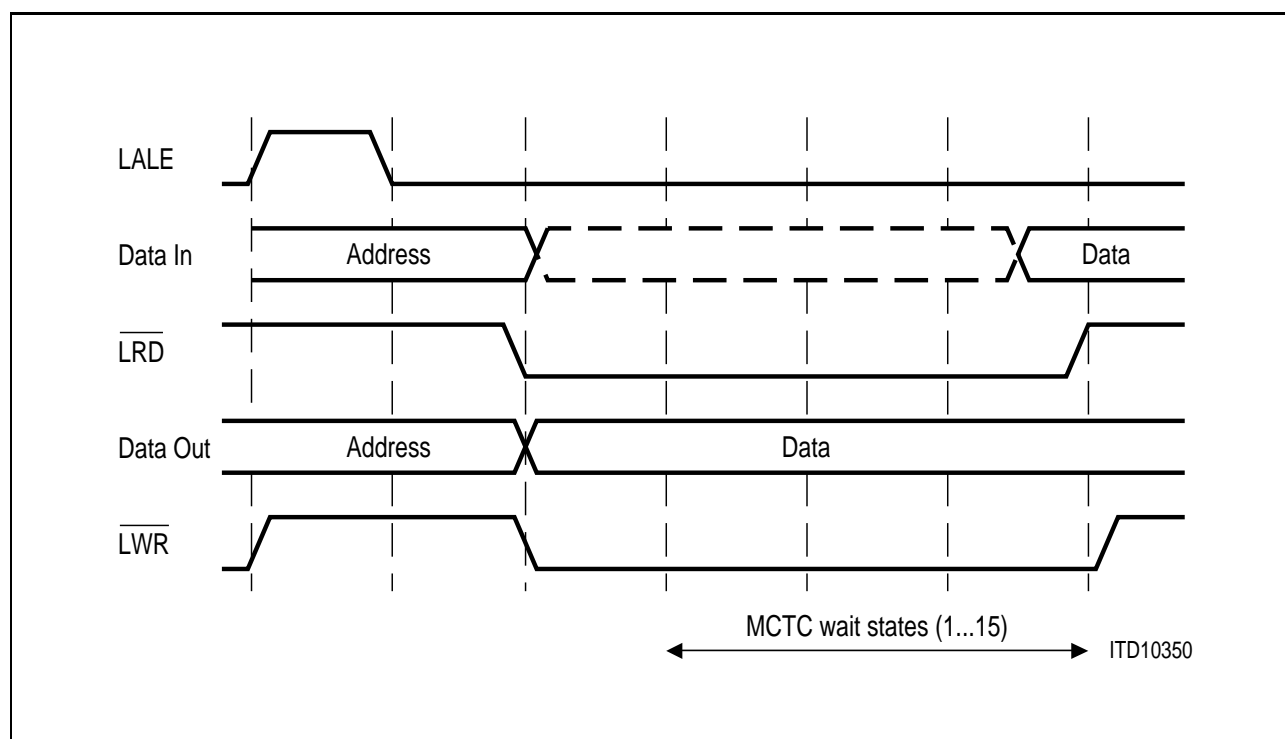 LALE
Data In
Address
Data
LRD
Data Out
Address
Data
LWR
MCTC wait states (1...15)
ITD10350